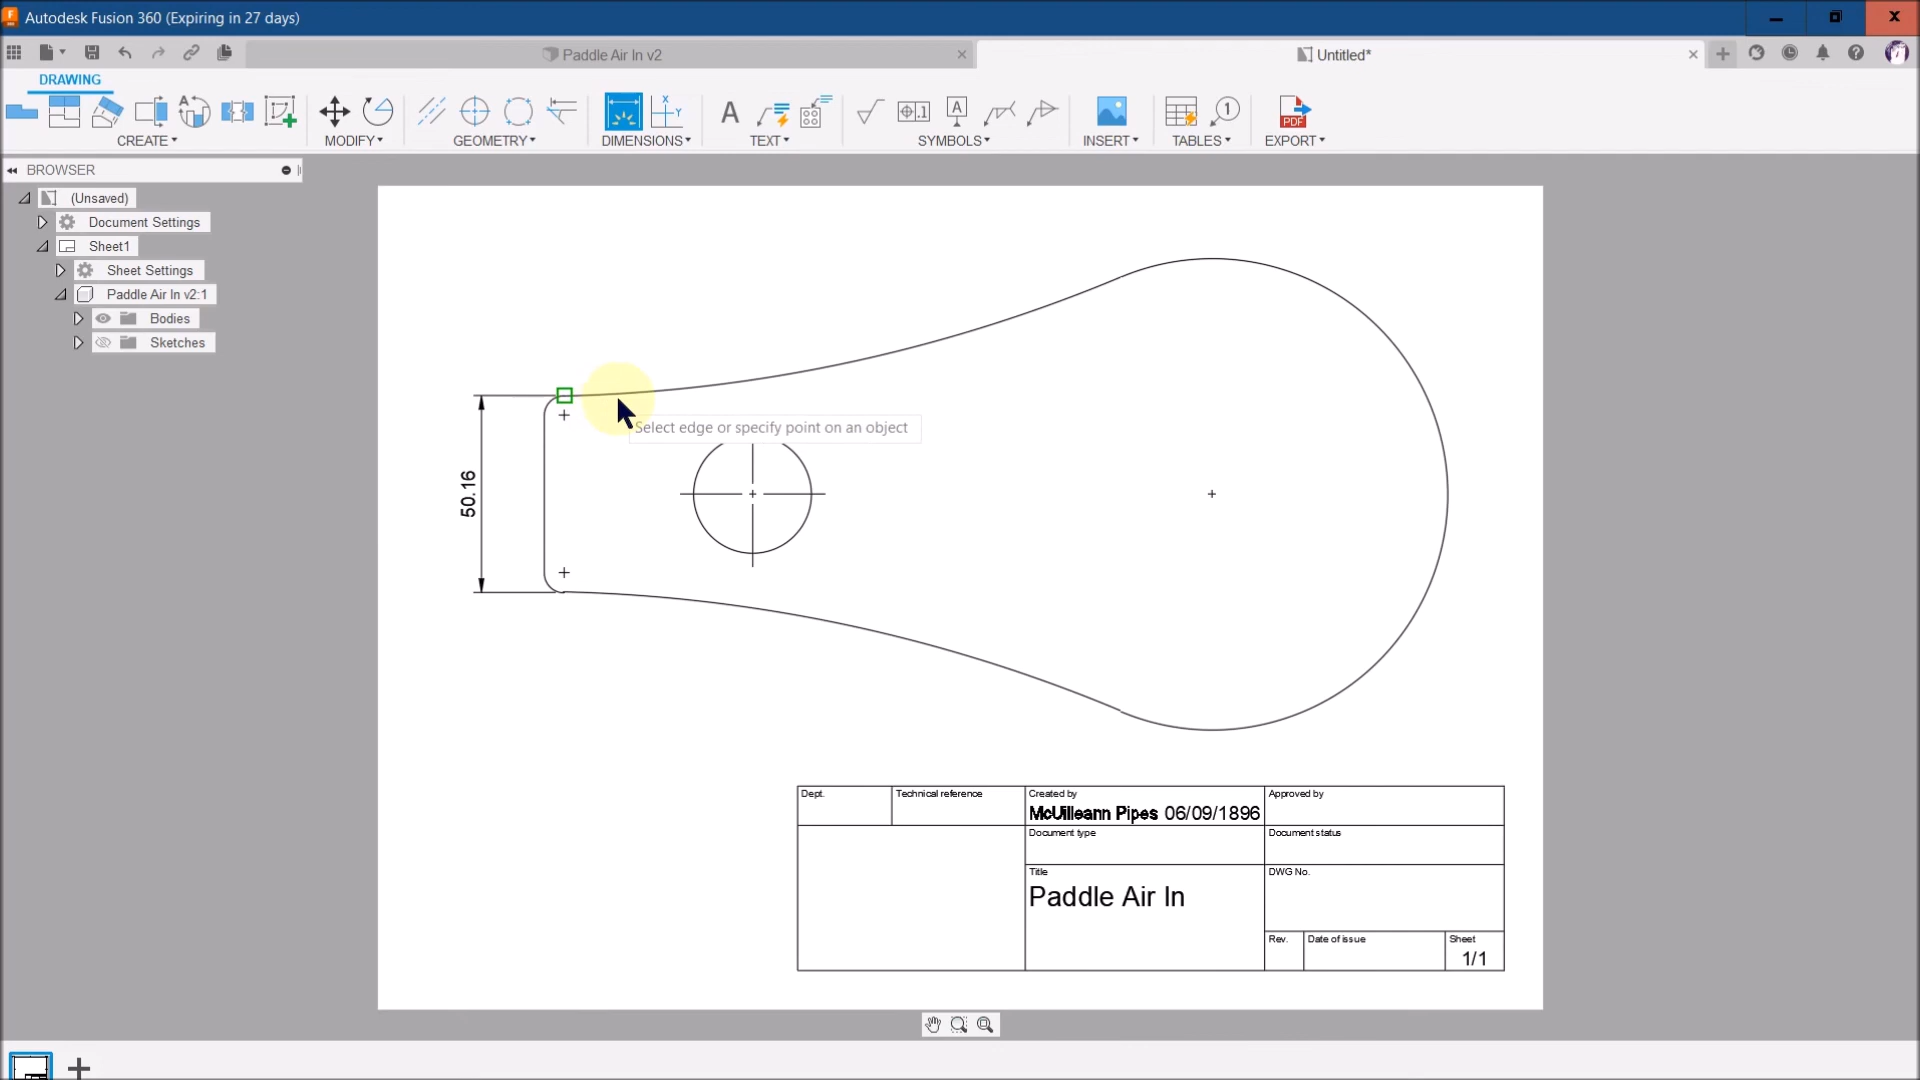 Autodesk Fusion 360 (Expiring in 27 days)
Paddle Air In v2
Untitled*
DRAWING
CREATE
MODIFY
GEOMETRY
DIMENSIONS
TEXT
SYMBOLS
INSERT
TABLES
EXPORT
BROWSER
(Unsaved)
Document Settings
Sheet1
Sheet Settings
Paddle Air In v2:1
Bodies
Sketches
Select edge or specify point on an object
50.16
Dept.
Technical reference
Created by
McUilleann Pipes 06/09/1896
Approved by
Document type
Document status
Title
Paddle Air In
DWG No.
Rev.
Date of issue
Sheet
1/1